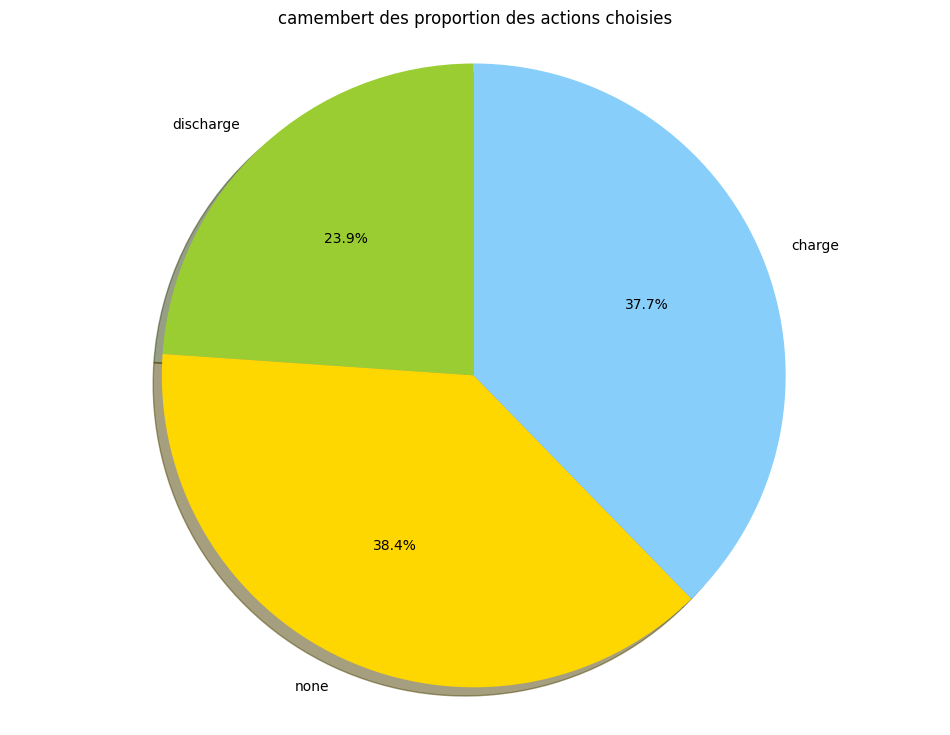 camembert des proportion des actions choisies
discharge
23.9%
charge
37.7%
38.4%
none